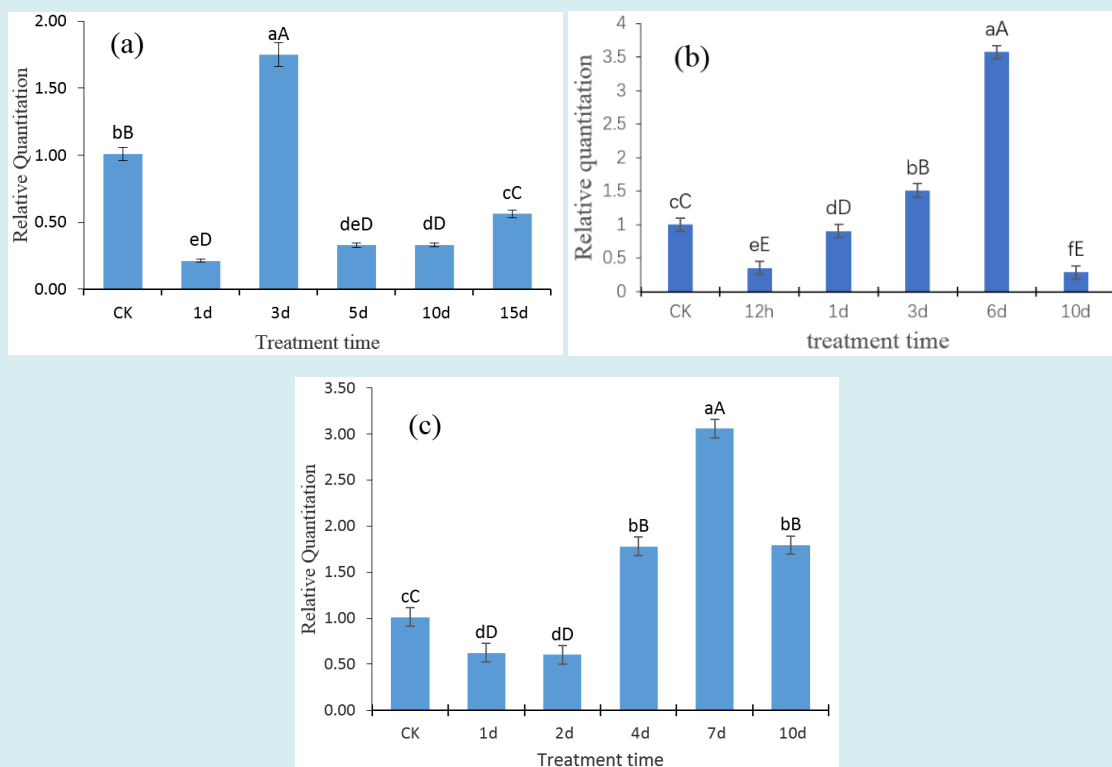 (a)
Relative Quantitation
2.00
1.50
1.00
0.50
0.00
bB
eD
aA
deD
dD
cC
CK 1d 3d 5d 10d 15d
Treatment time
(b)
Relative quantitation
4
3.5
3
2.5
2
1.5
1
0.5
0
cC
eE
dD
bB
aA
fE
CK 12h 1d 3d 6d 10d
treatment time
(c)
Relative Quantitation
3.50
3.00
2.50
2.00
1.50
1.00
0.50
0.00
cC
dD
dD
bB
aA
bB
CK 1d 2d 4d 7d 10d
Treatment time